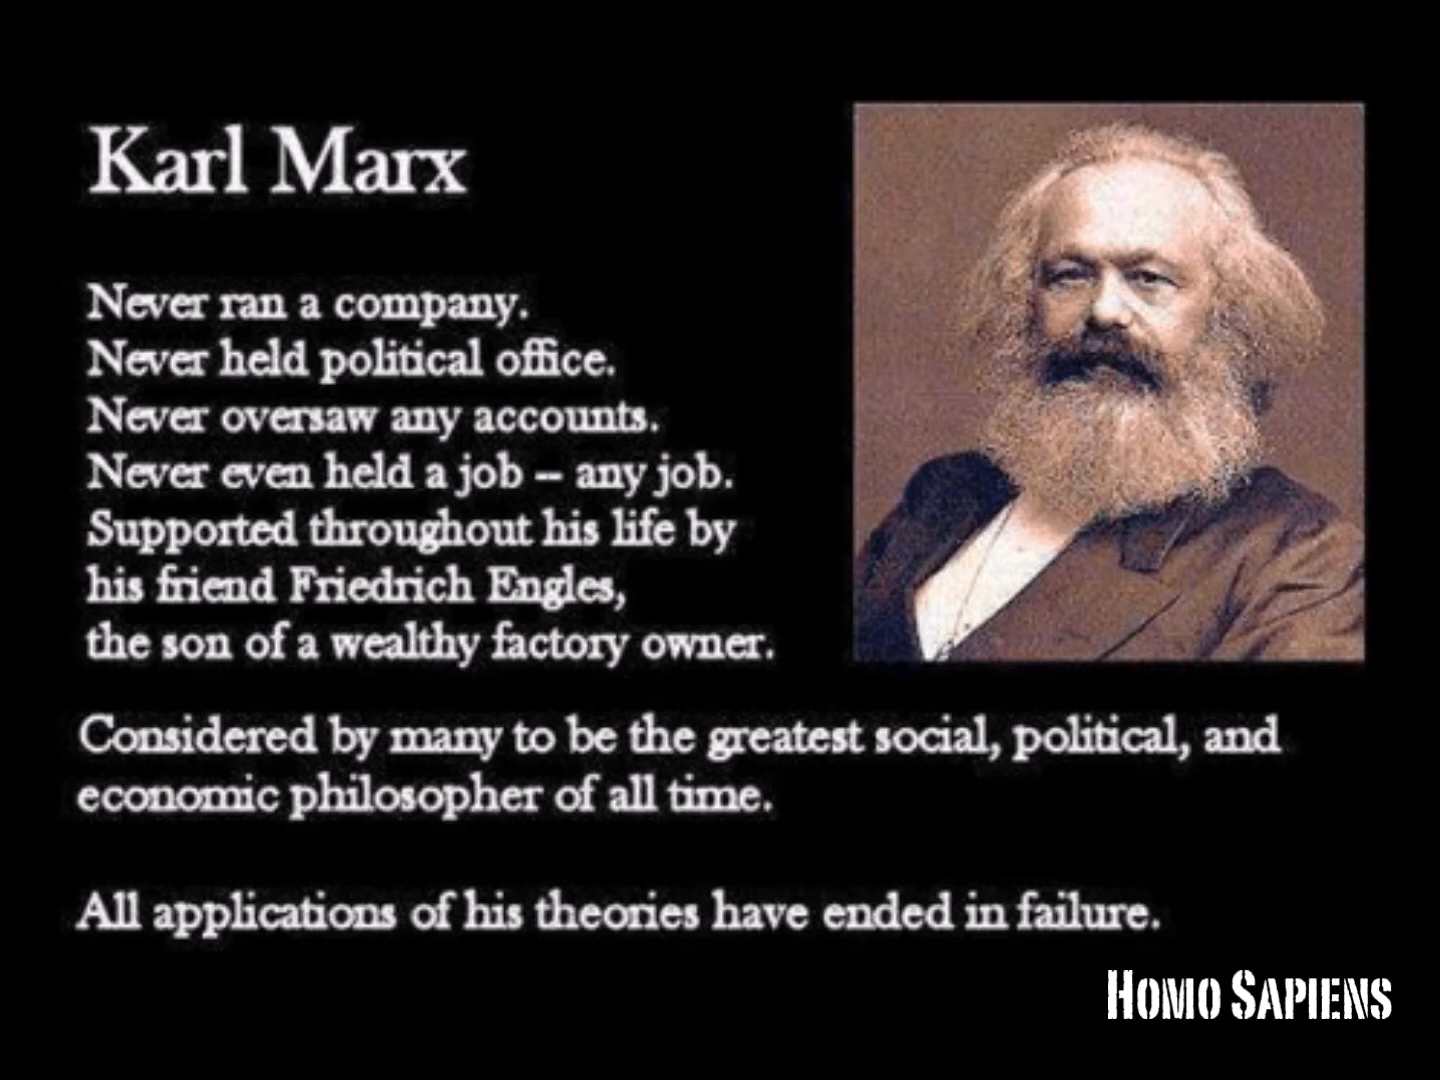 Karl Marx
Never ran a company.
Never held political office.
Never oversaw any accounts.
Never even held a job -- any job.
Supported throughout his life by
his friend Friedrich Engles,
the son of a wealthy factory owner.
Considered by many to be the greatest social, political, and
economic philosopher of all time.
All applications of his theories have ended in failure.
HOMO SAPIENS